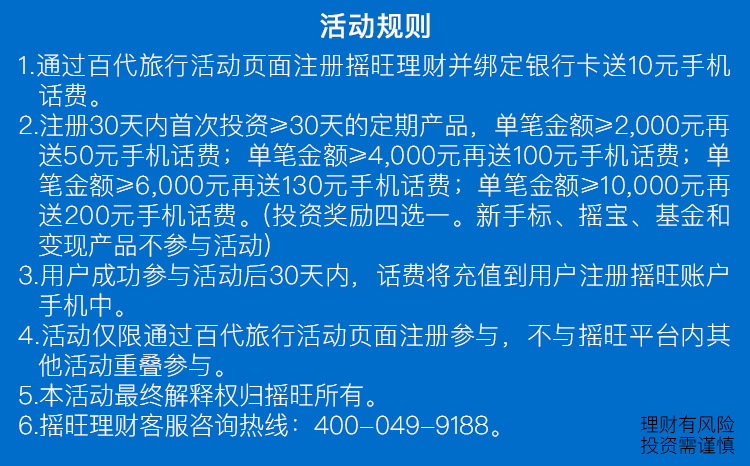 活动规则
1.通过百代旅行活动页面注册摇旺理财并绑定银行卡送10元手机
话费。
2.注册30天内首次投资≥30天的定期产品，单笔金额≥2,000元再
送50元手机话费；单笔金额≥4,000元再送100元手机话费；单
笔金额≥6,000元再送130元手机话费；单笔金额≥10,000元再
送200元手机话费。(投资奖励四选一。新手标、摇宝、基金和
变现产品不参与活动)
3.用户成功参与活动后30天内，话费将充值到用户注册摇旺账户
手机中。
4.活动仅限通过百代旅行活动页面注册参与，不与摇旺平台内其
他活动重叠参与。
5.本活动最终解释权归摇旺所有。
6.摇旺理财客服咨询热线：400-049-9188。
理财有风险
投资需谨慎